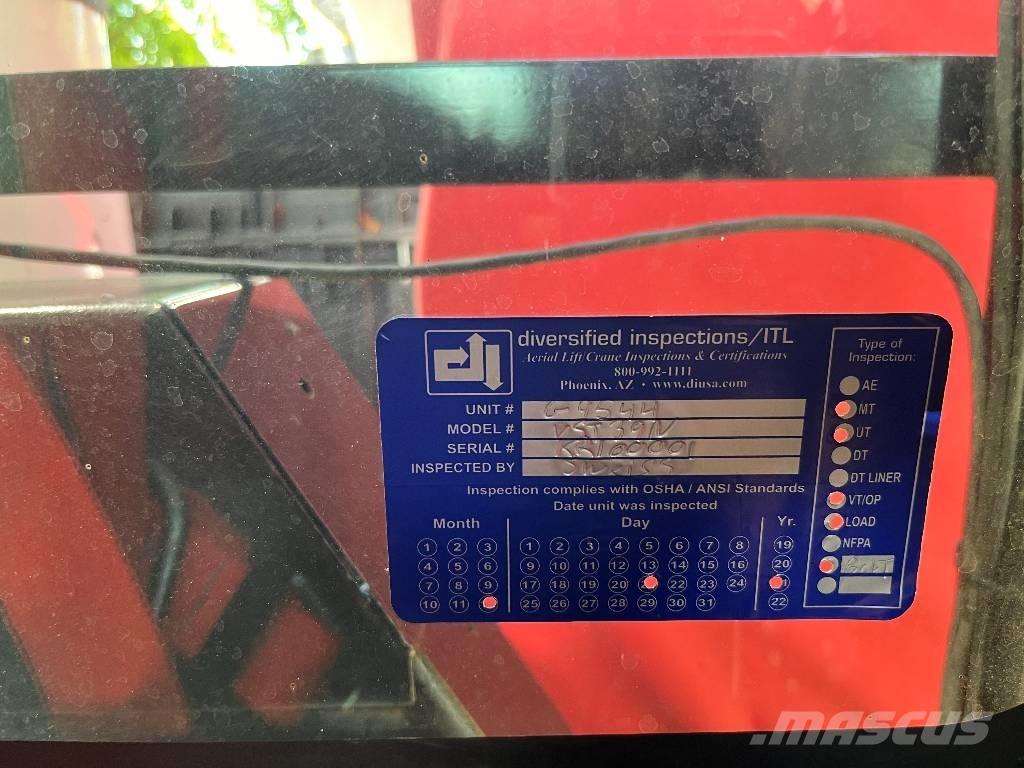 diversified inspections/ITL
Aerial Lift/Crane Inspections & Certifications
800-992-1111
Phoenix, AZ • www.diusa.com
UNIT # G-4544
MODEL #
SERIAL #
INSPECTED BY
Inspection complies with OSHA / ANSI Standards
Date unit was inspected
Month Day Yr.
1 2 3 1 2 3 4 5 6 7 8 19
4 5 6 9 10 11 12 13 14 15 16 20
7 8 9 17 18 19 20 22 23 24
10 11 25 26 27 28 29 30 31 22
Type of
Inspection:
AE
MT
UT
DT
DT LINER
VT/OP
LOAD
NFPA
MASCUS